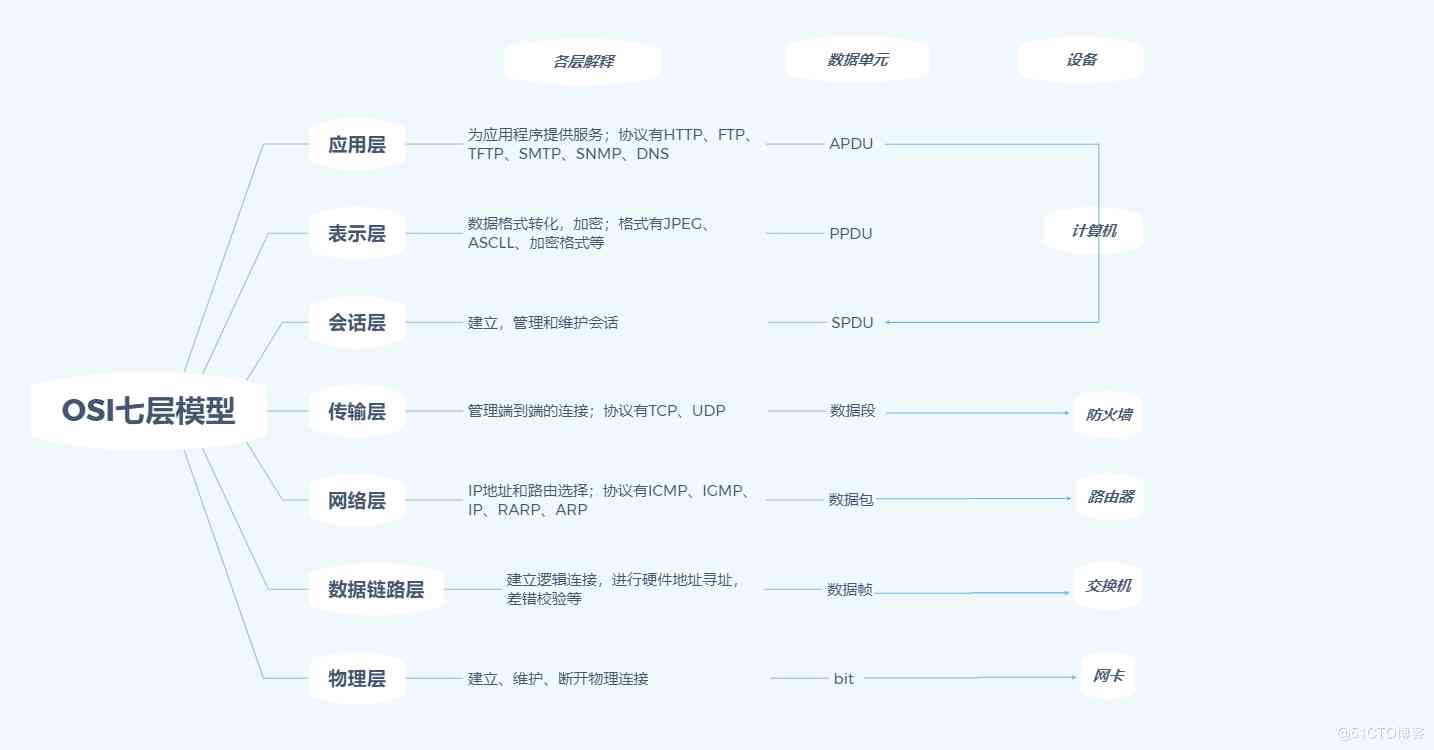 各层解释
数据单元
设备
应用层
为应用程序提供服务；协议有HTTP、FTP、
TFTP、SMTP、SNMP、DNS
APDU
表示层
数据格式转化，加密；格式有JPEG、
ASCLL、加密格式等
PPDU
计算机
会话层
建立，管理和维护会话
SPDU
OSI七层模型
传输层
管理端到端的连接；协议有TCP、UDP
数据段
防火墙
网络层
IP地址和路由选择；协议有ICMP、IGMP、
IP、RARP、ARP
数据包
路由器
数据链路层
建立逻辑连接，进行硬件地址寻址，
差错校验等
数据帧
交换机
物理层
建立、维护、断开物理连接
bit
网卡
@51CTO博客